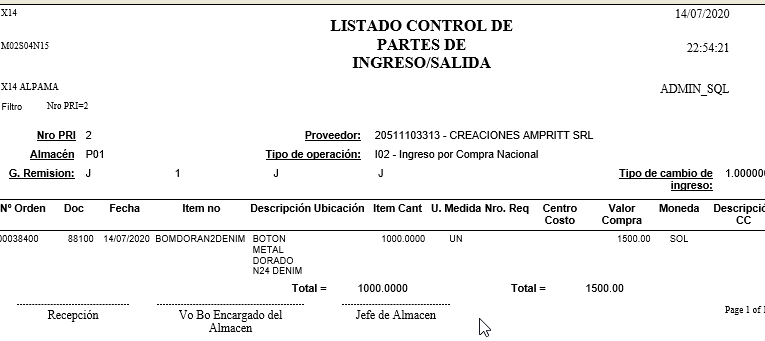 X14
14/07/2020
LISTADO CONTROL DE
PARTES DE
INGRESO/SALIDA
M02S04N15
22:54:21
X14 ALPAMA
ADMIN_SQL
Filtro Nro PRI=2
Nro PRI 2 Proveedor: 20511103313 - CREACIONES AMPRITT SRL
Almacén P01 Tipo de operación: I02 - Ingreso por Compra Nacional
G. Remision: J 1 J J Tipo de cambio de ingreso: 1.00000
Nº Orden Doc Fecha Item no Descripción Ubicación Item Cant U. Medida Nro. Req Centro Costo Valor Compra Moneda Descripció CC
00038400 88100 14/07/2020 BOMDORAN2DENIM BOTON 1000.0000 UN 1500.00 SOL
METAL
DORADO
N24 DENIM
Total = 1000.0000 Total = 1500.00
Recepción Vo Bo Encargado del Almacen Jefe de Almacen
Page 1 of 1